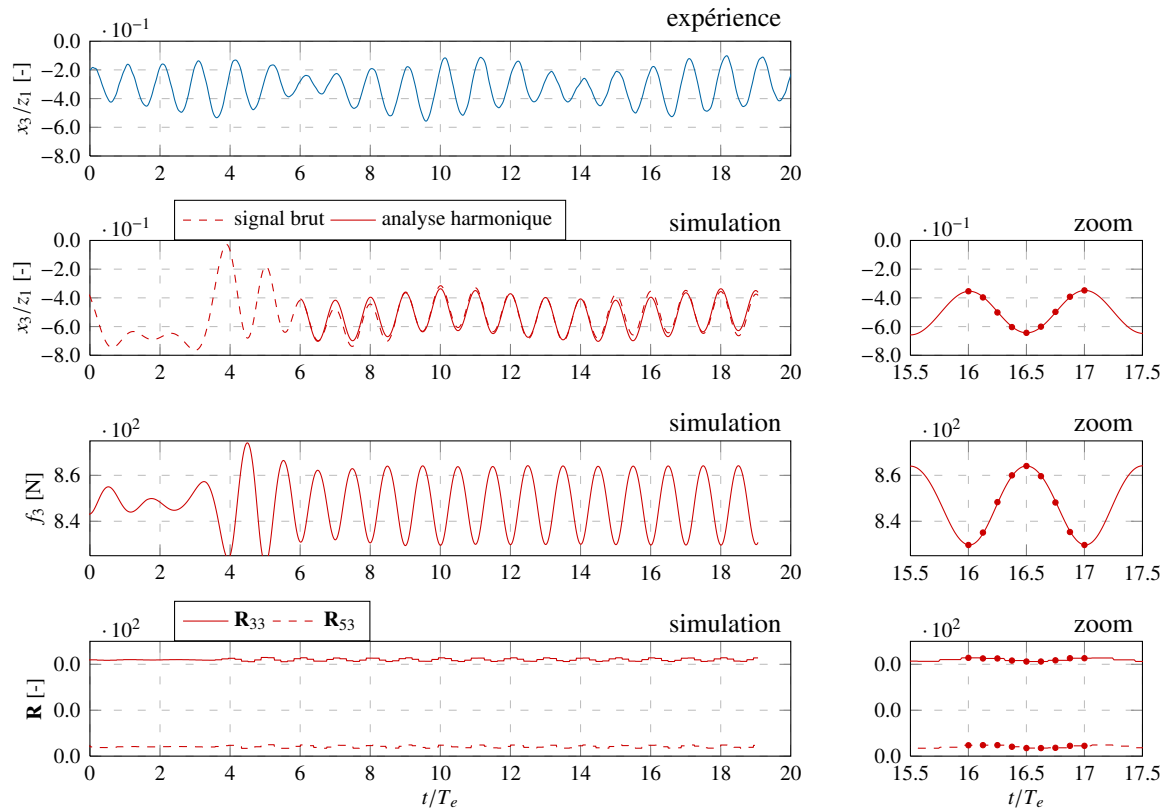 expérience
· 10⁻¹
x₃/z₁ [-]
0.0
−2.0
−4.0
−6.0
−8.0
0 2 4 6 8 10 12 14 16 18 20
signal brut analyse harmonique
simulation
· 10⁻¹
x₃/z₁ [-]
0.0
−2.0
−4.0
−6.0
−8.0
0 2 4 6 8 10 12 14 16 18 20
zoom
· 10⁻¹
0.0
−2.0
−4.0
−6.0
−8.0
15.5 16 16.5 17 17.5
simulation
· 10²
f₃ [N]
8.6
8.4
0 2 4 6 8 10 12 14 16 18 20
zoom
· 10²
8.6
8.4
15.5 16 16.5 17 17.5
R₃₃ R₅₃
simulation
· 10²
R [-]
0.0
0.0
0.0
0 2 4 6 8 10 12 14 16 18 20
t/Tₑ
zoom
· 10²
0.0
0.0
0.0
15.5 16 16.5 17 17.5
t/Tₑ